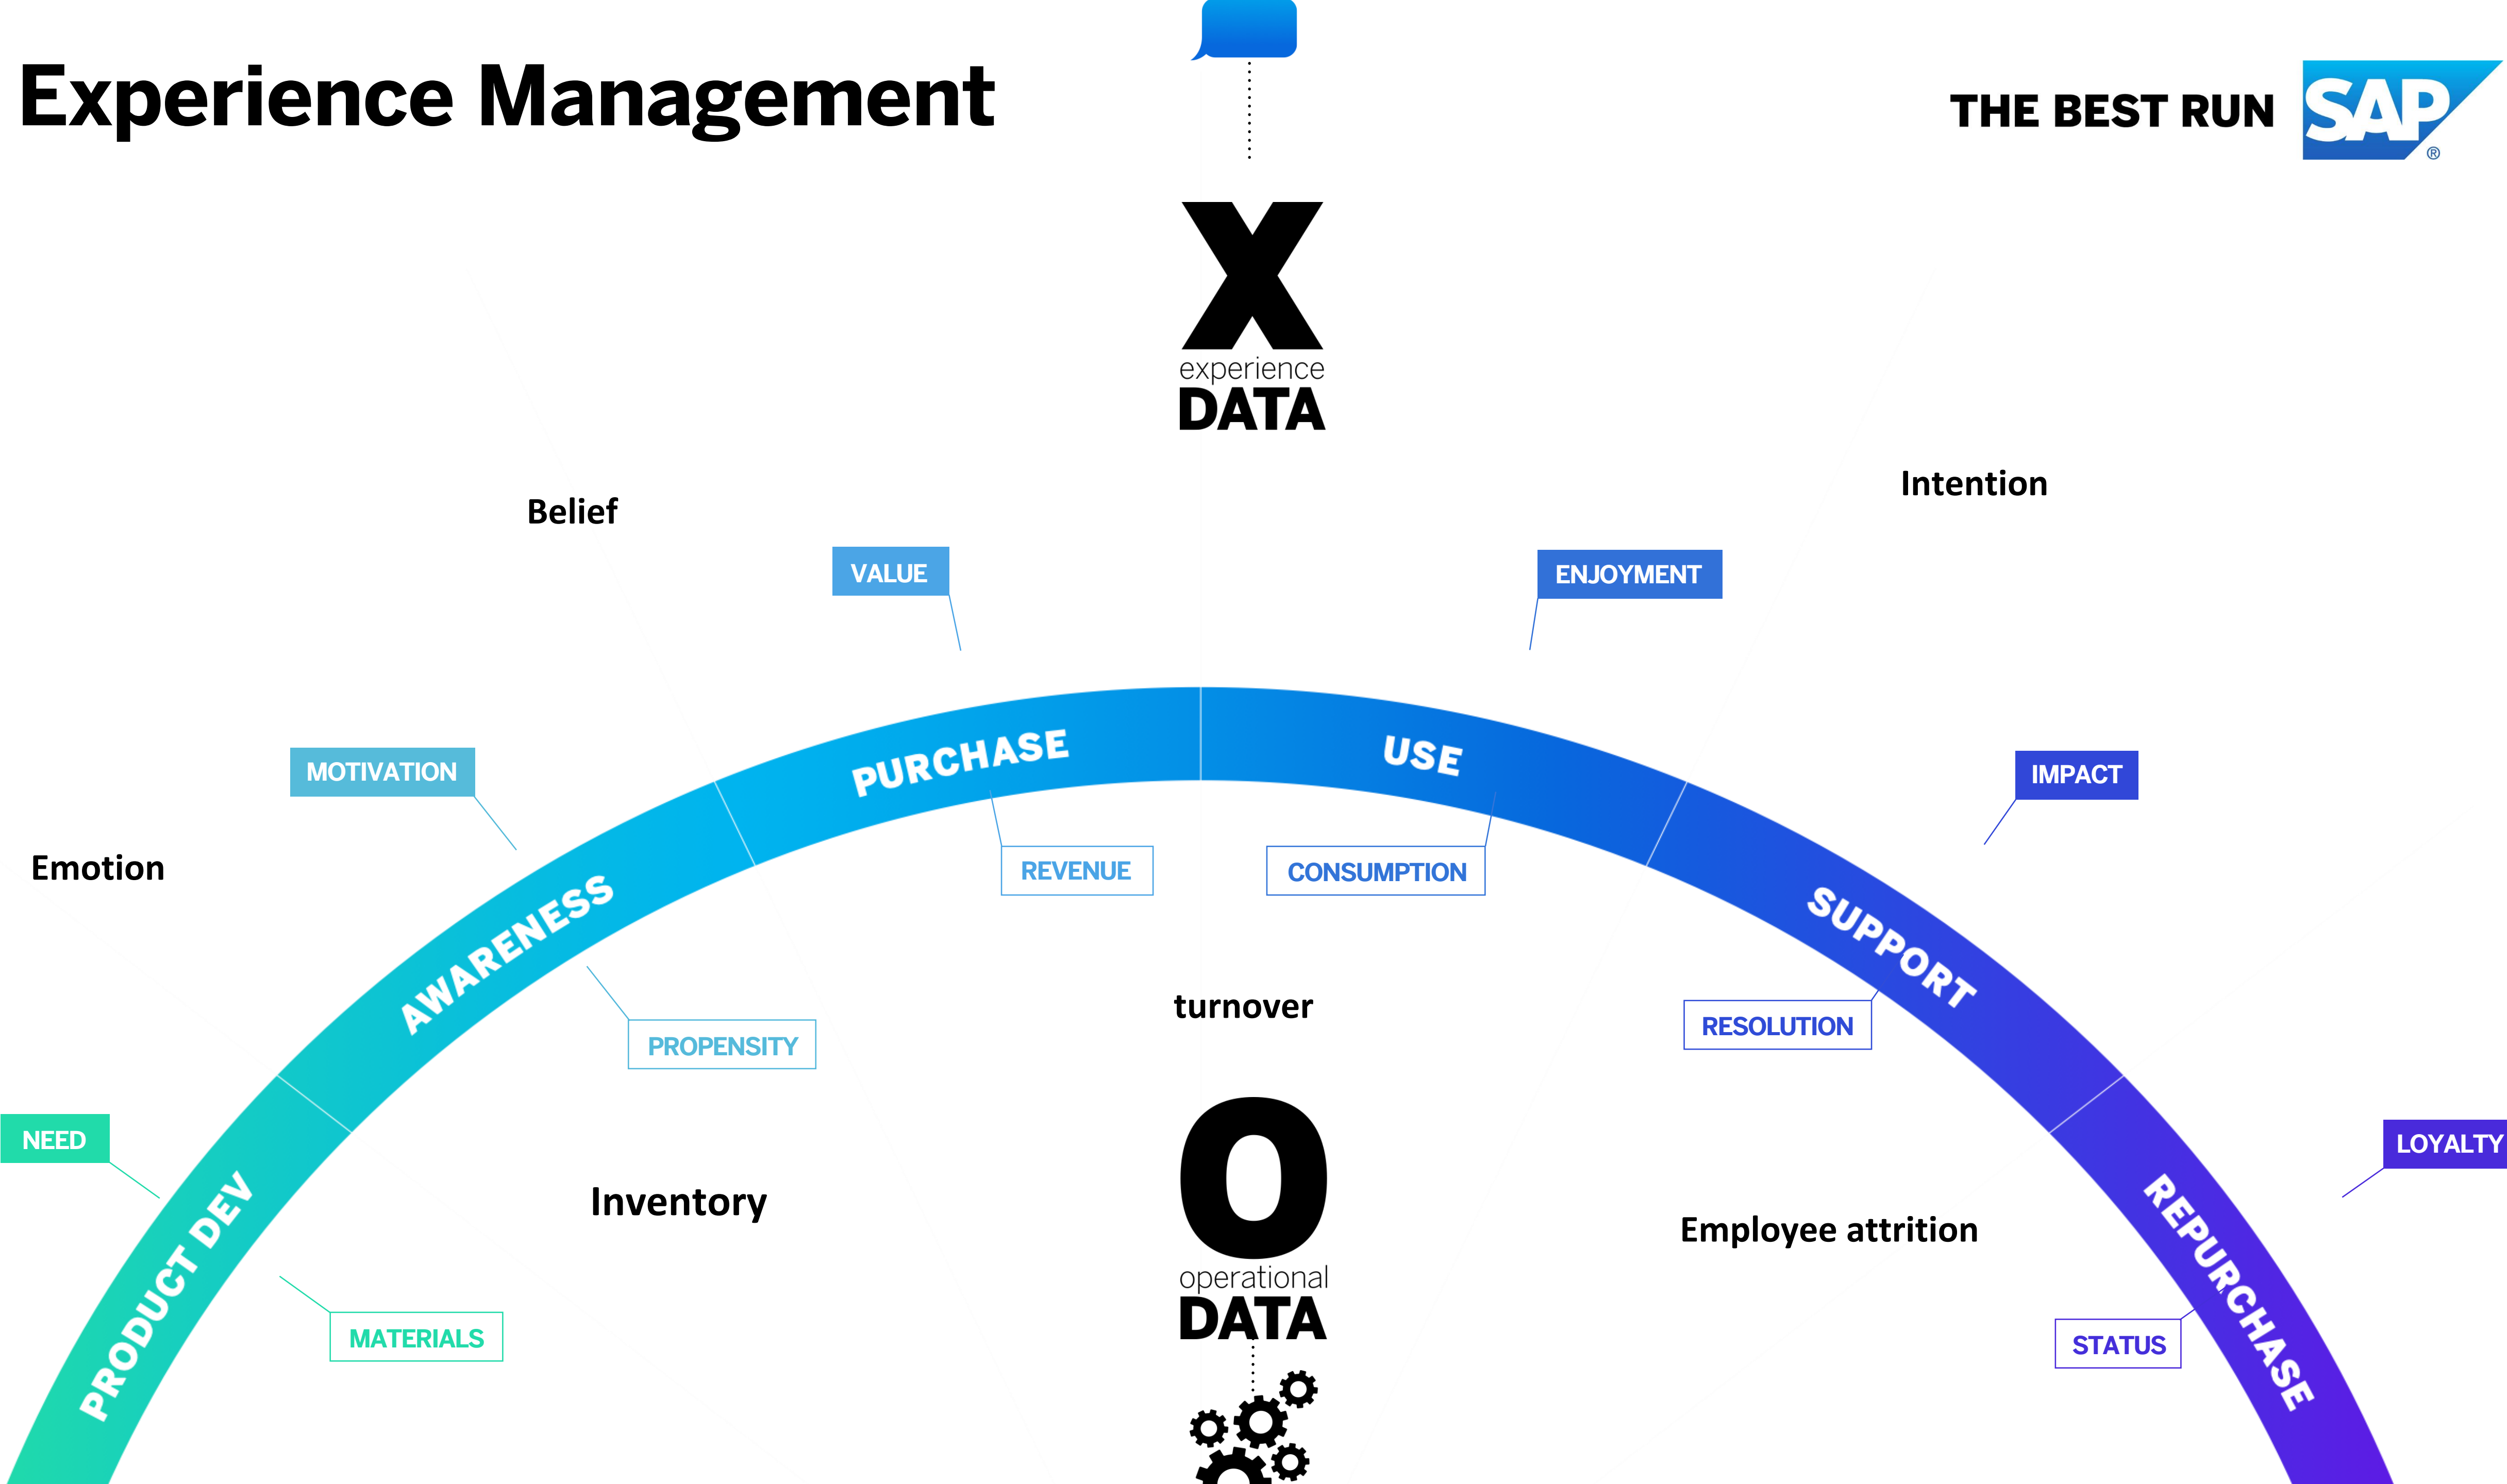 Experience Management
THE BEST RUN SAP®
X
experience
DATA
Belief
Intention
VALUE
ENJOYMENT
MOTIVATION
IMPACT
Emotion
PRODUCT DEV
AWARENESS
PURCHASE
USE
SUPPORT
REPURCHASE
REVENUE
CONSUMPTION
turnover
PROPENSITY
RESOLUTION
NEED
LOYALTY
Inventory
O
operational
DATA
Employee attrition
MATERIALS
STATUS